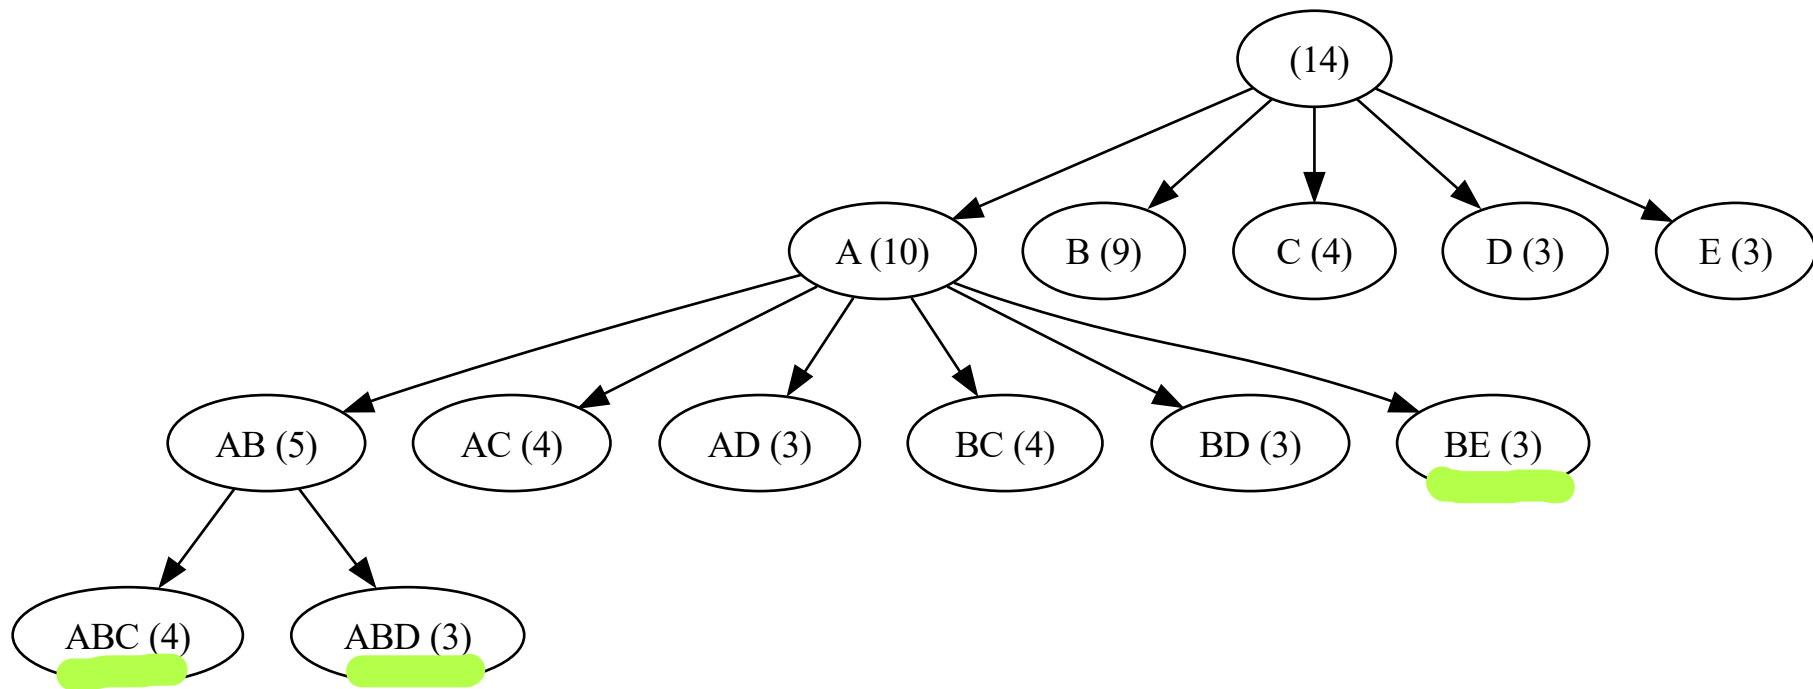 (14)
A (10) B (9) C (4) D (3) E (3)
AB (5) AC (4) AD (3) BC (4) BD (3) BE (3)
ABC (4) ABD (3)